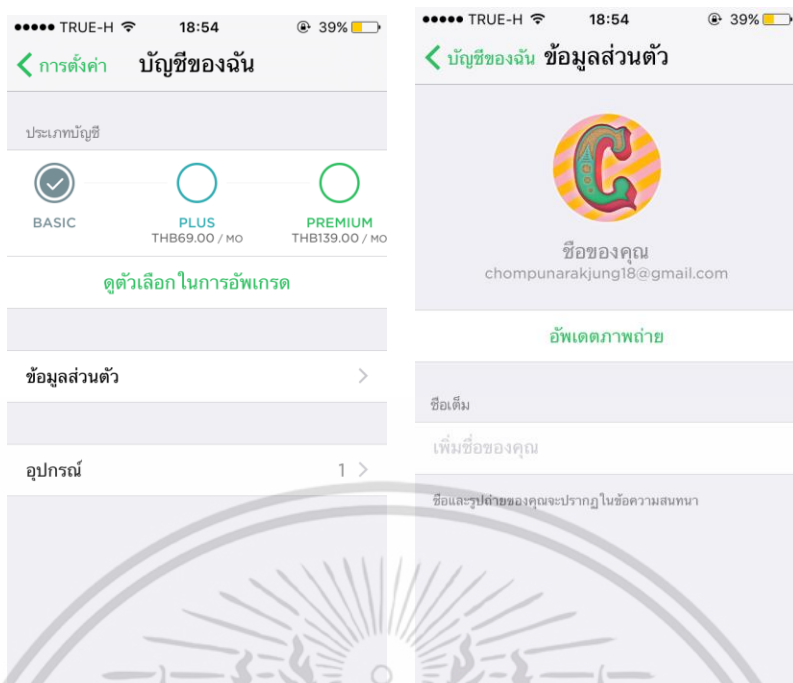 TRUE-H 18:54 39%
การตั้งค่า บัญชีของฉัน
ประเภทบัญชี
BASIC PLUS PREMIUM
THB69.00 / MO THB139.00 / MO
ดูตัวเลือกในการอัพเกรด
ข้อมูลส่วนตัว
อุปกรณ์ 1
TRUE-H 18:54 39%
บัญชีของฉัน ข้อมูลส่วนตัว
C
ชื่อของคุณ
chompunarakjung18@gmail.com
อัพเดตภาพถ่าย
ชื่อเต็ม
เพิ่มชื่อของคุณ
ชื่อและรูปถ่ายของคุณจะปรากฏในข้อความสนทนา